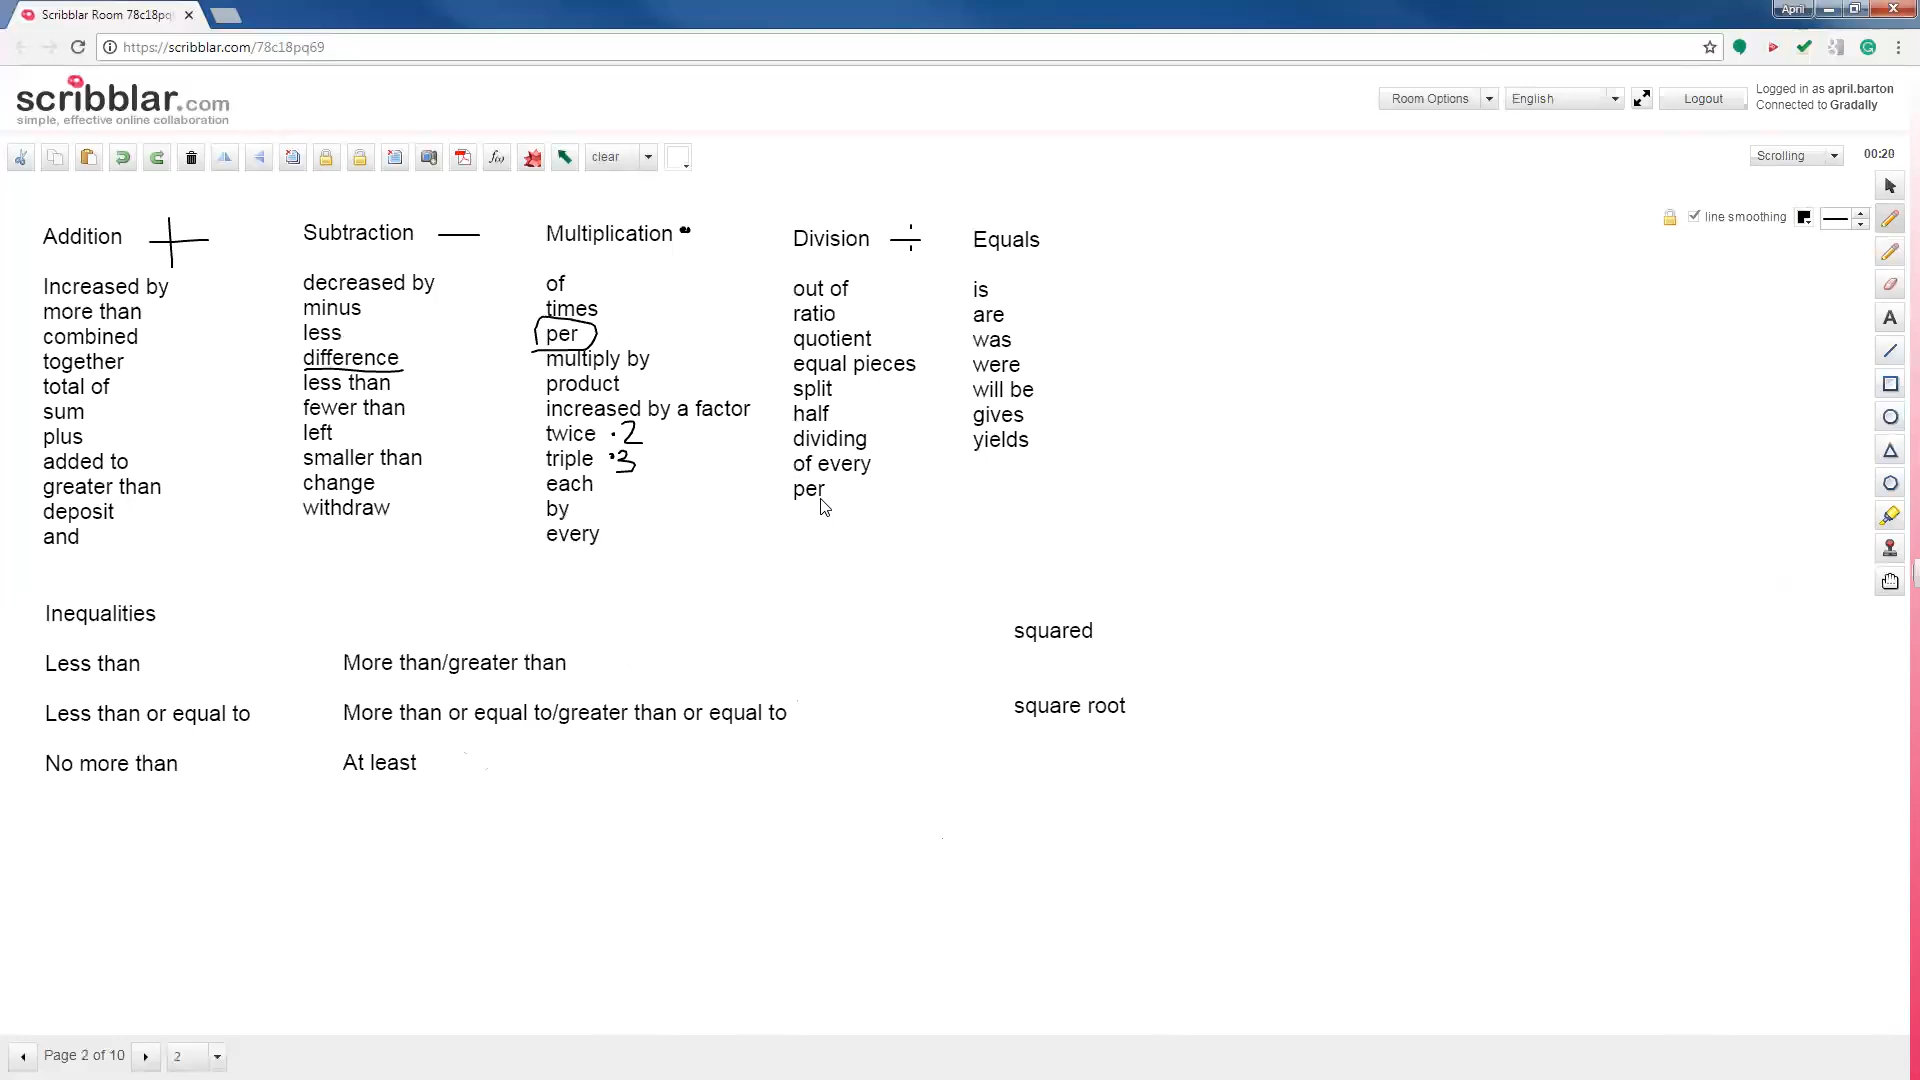 Scribblar Room 78c18pq
April
https://scribblar.com/78c18pq69
scribblar.com
simple, effective online collaboration
Room Options
English
Logout
Logged in as april.barton
Connected to Gradally
clear
Scrolling
00:20
line smoothing
Addition +
Increased by
more than
combined
together
total of
sum
plus
added to
greater than
deposit
and
Subtraction —
decreased by
minus
less
difference
less than
fewer than
left
smaller than
change
withdraw
Multiplication •
of
times
per
multiply by
product
increased by a factor
twice ·2
triple ·3
each
by
every
Division ÷
out of
ratio
quotient
equal pieces
split
half
dividing
of every
per
Equals
is
are
was
were
will be
gives
yields
Inequalities
Less than
Less than or equal to
No more than
More than/greater than
More than or equal to/greater than or equal to
At least
squared
square root
Page 2 of 10
2